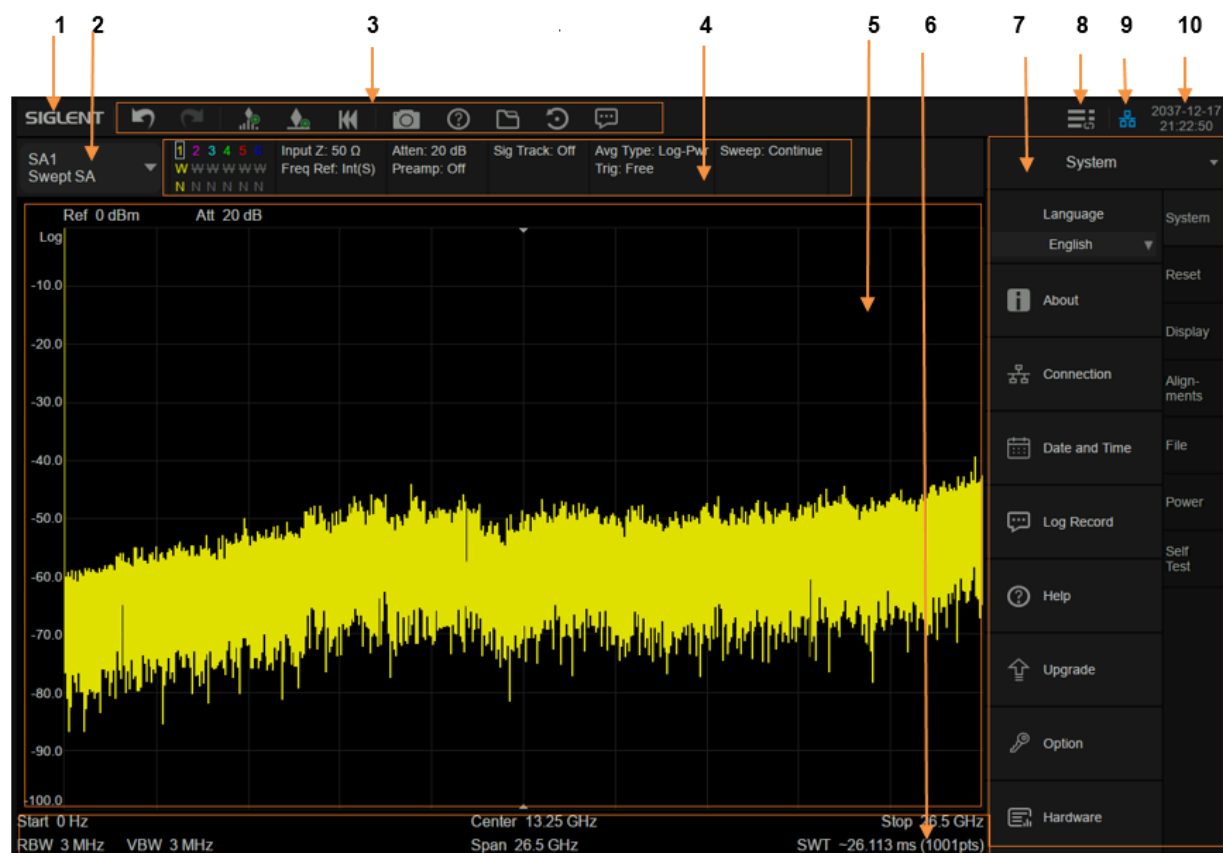 1 2 3 4 5 6 7 8 9 10
SIGLENT
2037-12-17
21:22:50
SA1
Swept SA
1 2 3 4 5 6
W W W W W W
N N N N N N
Input Z: 50 Ω
Freq Ref: Int(S)
Atten: 20 dB
Preamp: Off
Sig Track: Off
Avg Type: Log-Pwr
Trig: Free
Sweep: Continue
Ref 0 dBm Att 20 dB
Log
-10.0
-20.0
-30.0
-40.0
-50.0
-60.0
-70.0
-80.0
-90.0
-100.0
Start 0 Hz Center 13.25 GHz Stop 26.5 GHz
RBW 3 MHz VBW 3 MHz Span 26.5 GHz SWT ~26.113 ms (1001pts)
System
Language
English
About
Connection
Date and Time
Log Record
Help
Upgrade
Option
Hardware
System
Reset
Display
Align-
ments
File
Power
Self
Test